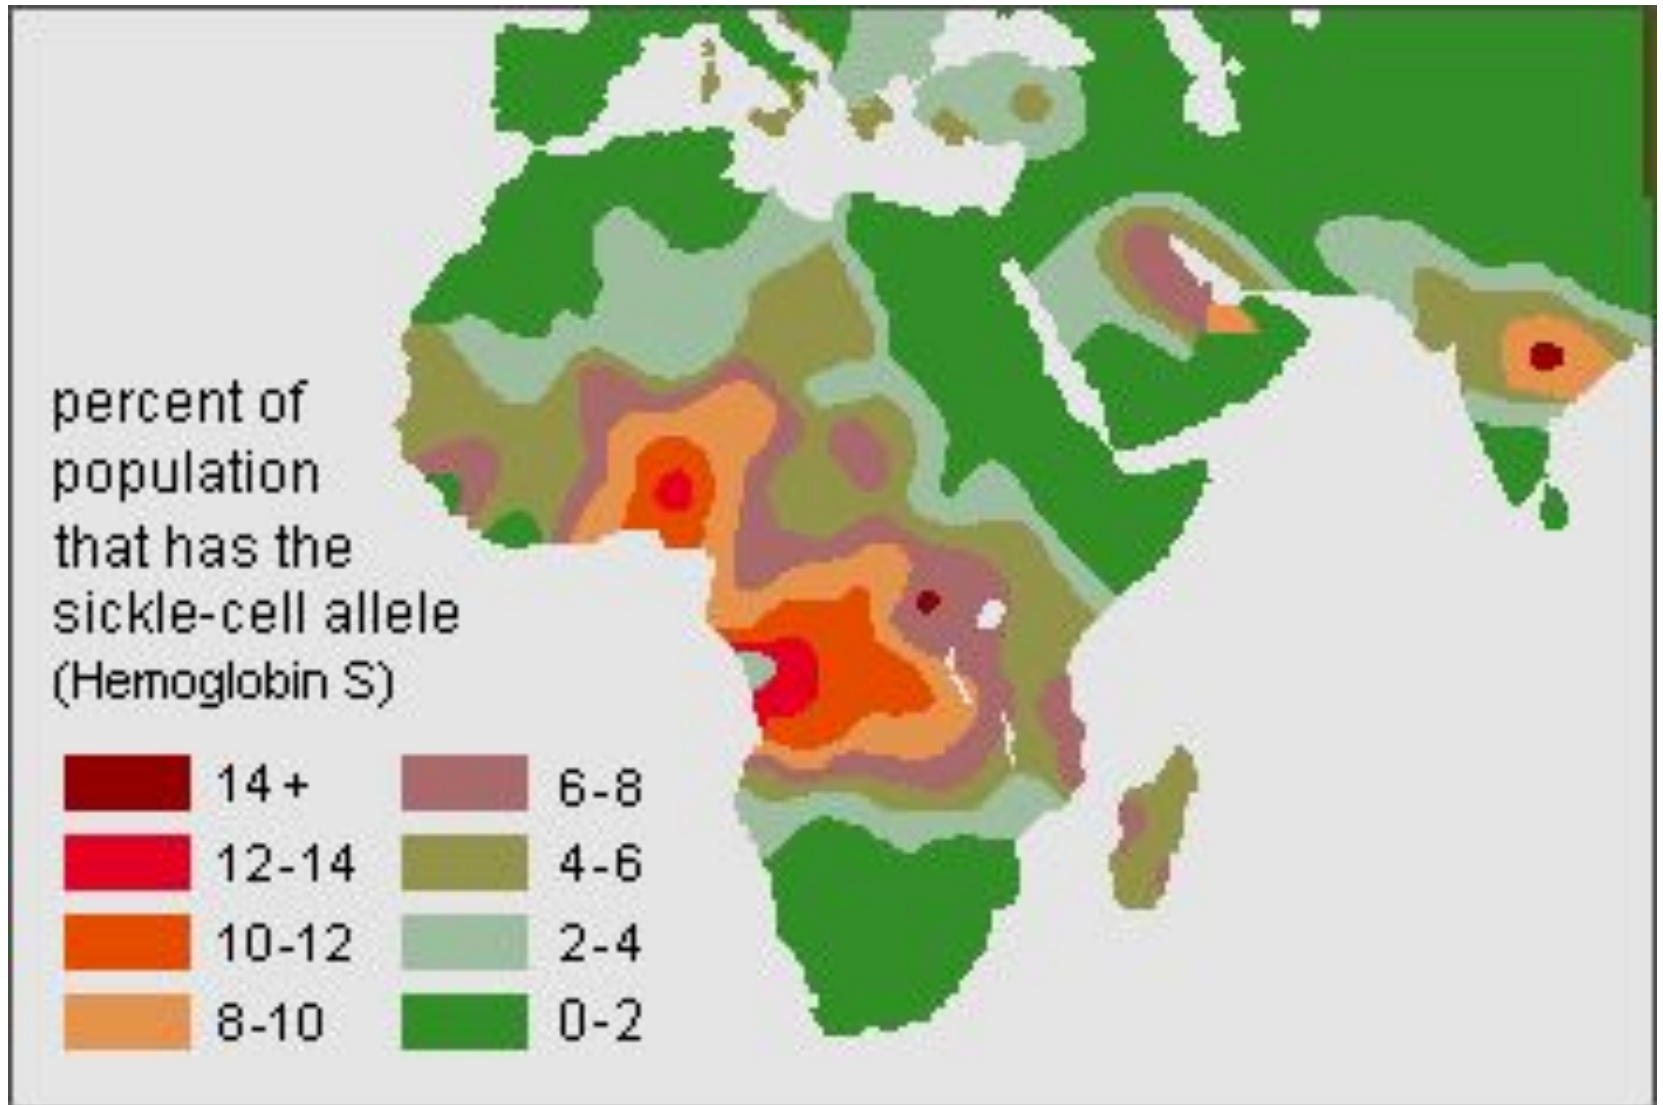 percent of
population
that has the
sickle-cell allele
(Hemoglobin S)
14+ 6-8
12-14 4-6
10-12 2-4
8-10 0-2